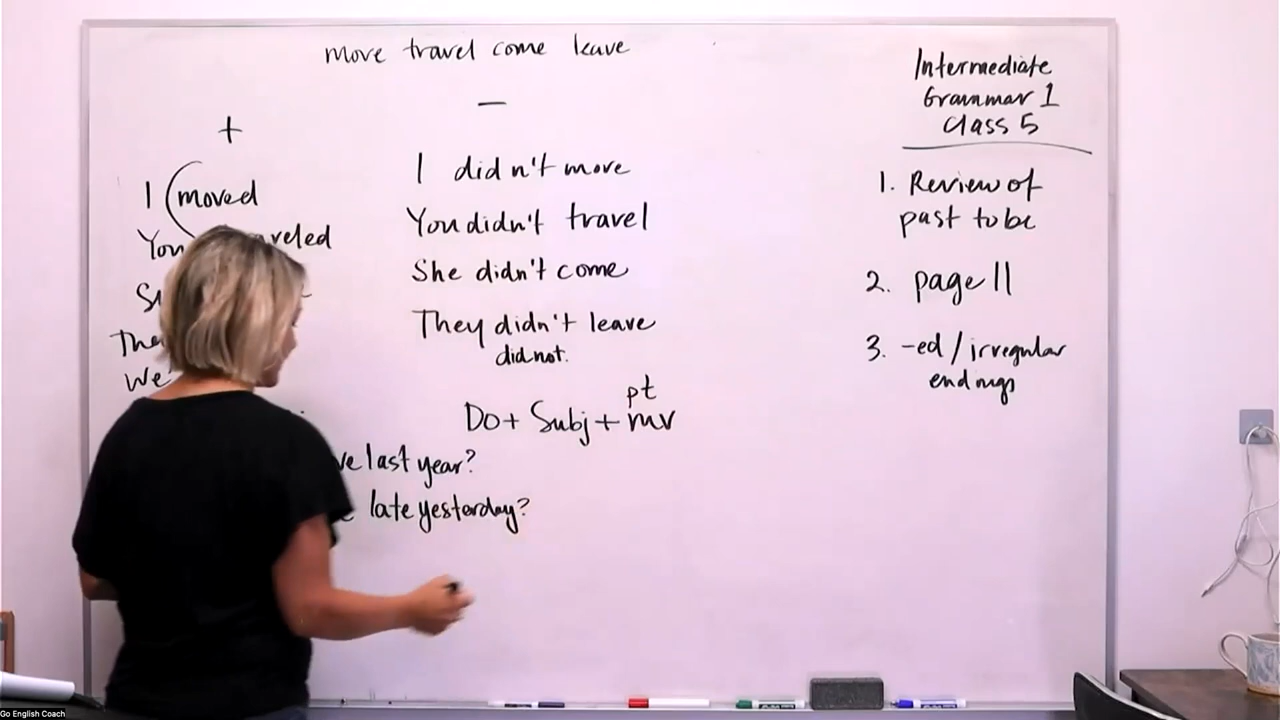 move travel come leave
+
—
I moved
You
The
We
I didn't move
You didn't travel
She didn't come
They didn't leave
did not.
pt
Do + Subj + mv
last year?
late yesterday?
Intermediate
Grammar 1
Class 5
1. Review of
past to be
2. page 11
3. -ed / irregular
endings
Go English Coach